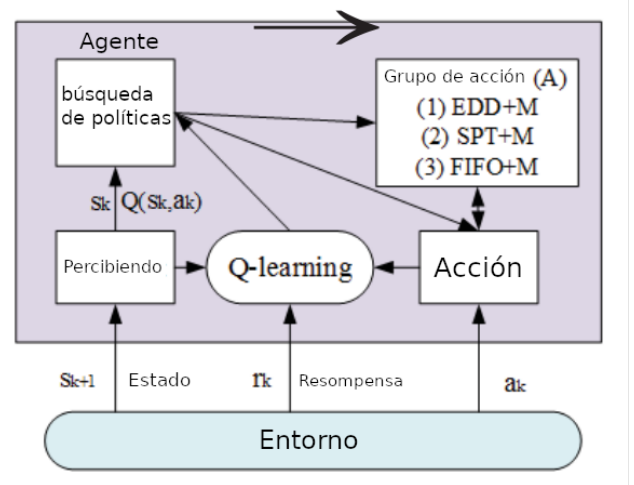 Agente
búsqueda
de políticas
Grupo de acción (A)
(1) EDD+M
(2) SPT+M
(3) FIFO+M
Sk Q(Sk,ak)
Percibiendo
Q-learning
Acción
Sk+1 Estado
rk Resompensa
ak
Entorno